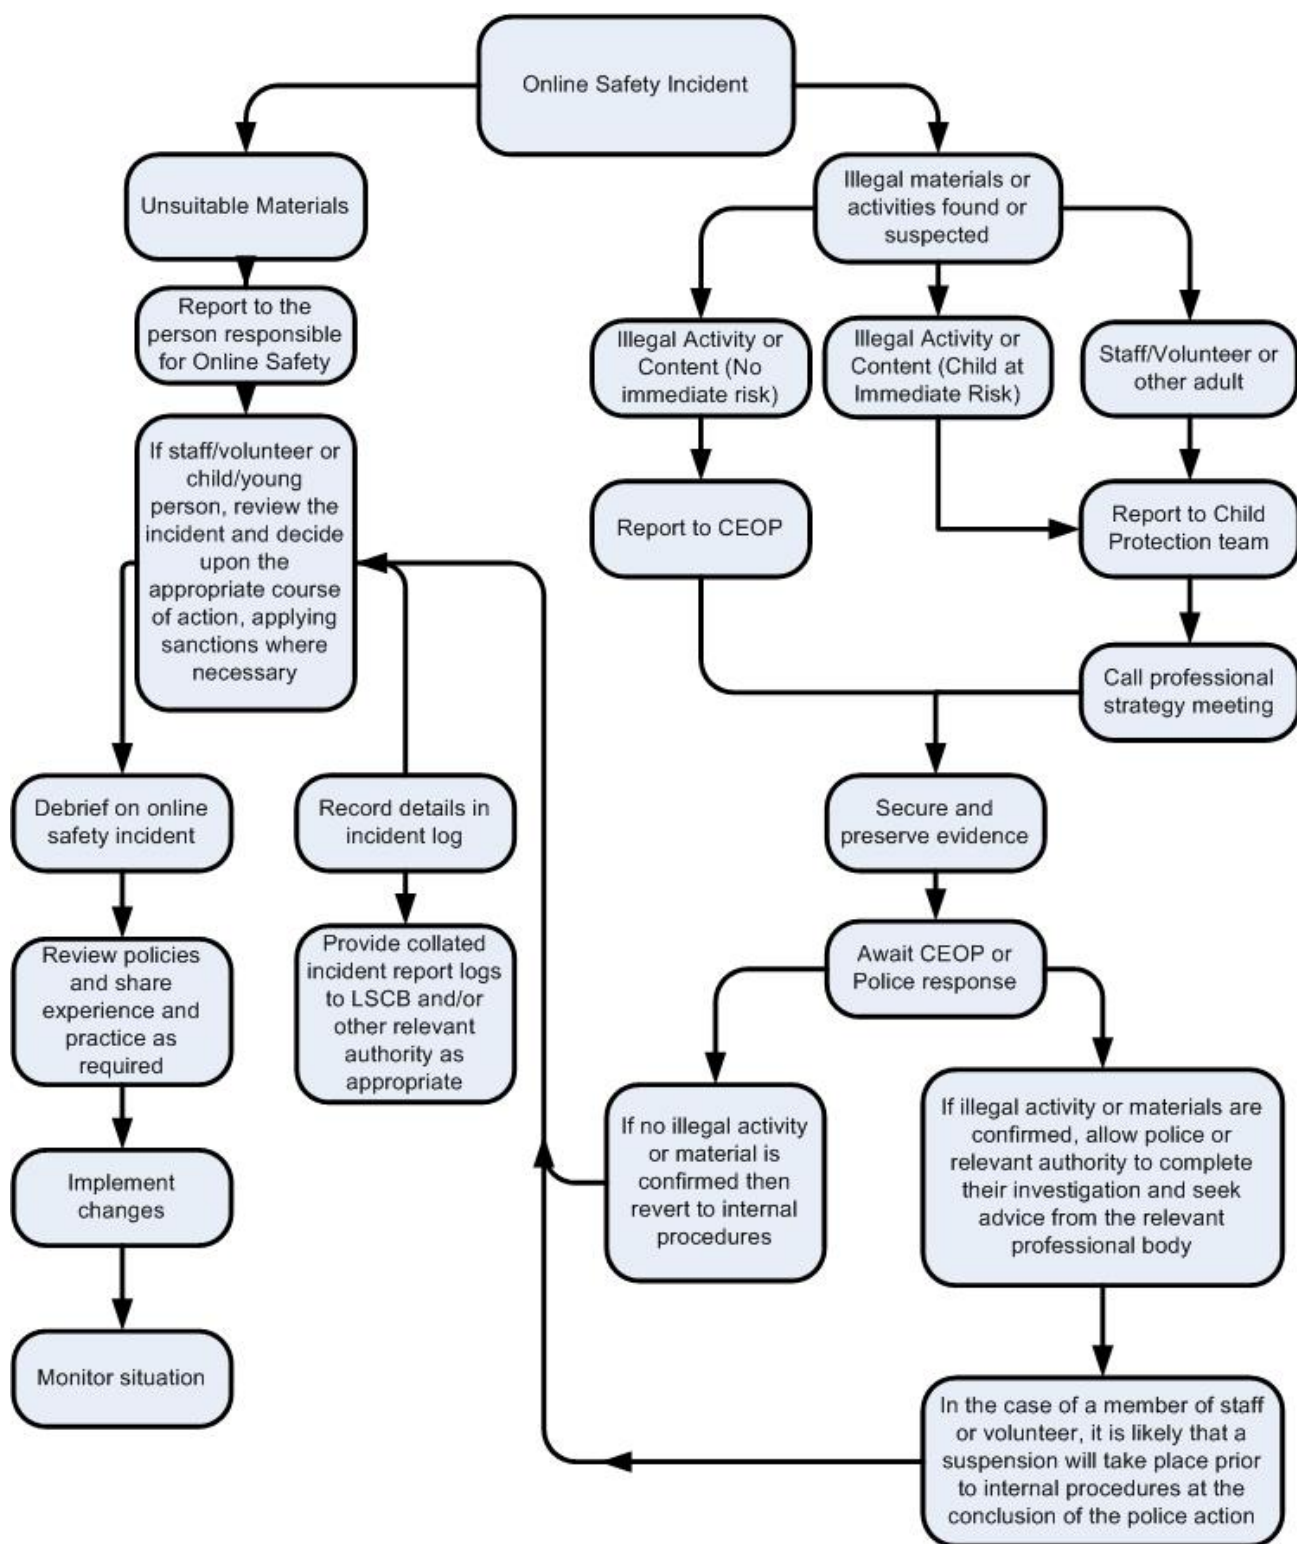 Online Safety Incident
Unsuitable Materials
Illegal materials or
activities found or
suspected
Report to the
person responsible
for Online Safety
Illegal Activity or
Content (No
immediate risk)
Illegal Activity or
Content (Child at
Immediate Risk)
Staff/Volunteer or
other adult
If staff/volunteer or
child/young
person, review the
incident and decide
upon the
appropriate course
of action, applying
sanctions where
necessary
Report to CEOP
Report to Child
Protection team
Call professional
strategy meeting
Debrief on online
safety incident
Record details in
incident log
Secure and
preserve evidence
Review policies
and share
experience and
practice as
required
Provide collated
incident report logs
to LSCB and/or
other relevant
authority as
appropriate
Await CEOP or
Police response
If no illegal activity
or material is
confirmed then
revert to internal
procedures
If illegal activity or materials are
confirmed, allow police or
relevant authority to complete
their investigation and seek
advice from the relevant
professional body
Implement
changes
Monitor situation
In the case of a member of staff
or volunteer, it is likely that a
suspension will take place prior
to internal procedures at the
conclusion of the police action